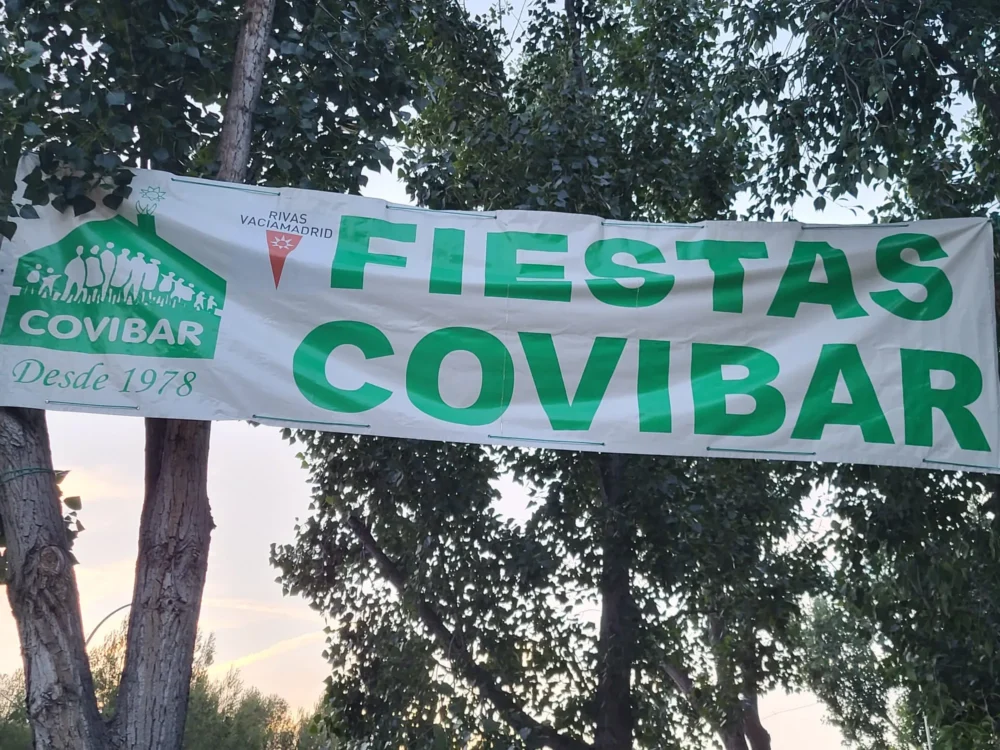 COVIBAR
Desde 1978
RIVAS
VACIAMADRID
FIESTAS
COVIBAR